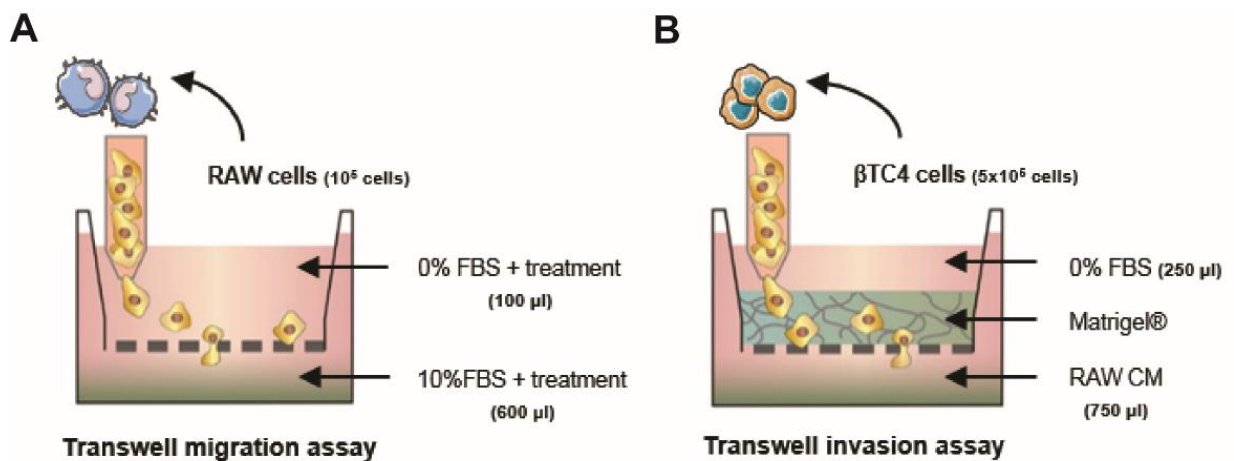 A
RAW cells (10⁵ cells)
0% FBS + treatment
(100 µl)
10%FBS + treatment
(600 µl)
Transwell migration assay
B
βTC4 cells (5x10⁵ cells)
0% FBS (250 µl)
Matrigel®
RAW CM
(750 µl)
Transwell invasion assay